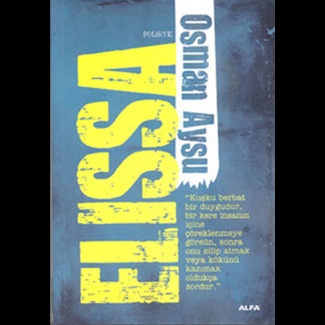 POLİSİYE
Osman Aysu
ELISSA
"Kuşku berbat
bir duygudur,
bir kere insanın
içine
çöreklenmeye
görsün, sonra
onu silip atmak
veya kökünü
kazımak
oldukça
zordur."
ALFA